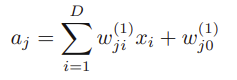 $a_j = \sum_{i=1}^{D} w_{ji}^{(1)} x_i + w_{j0}^{(1)}$